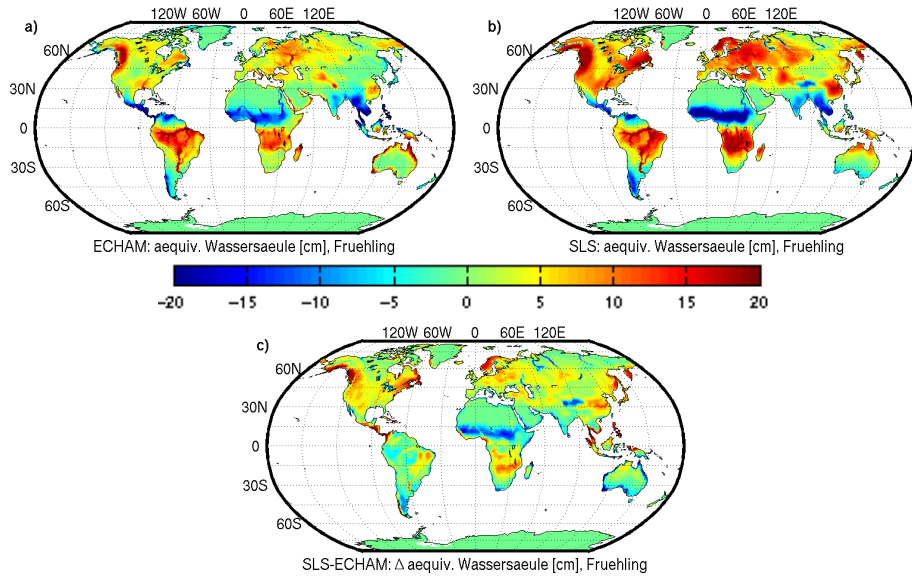 120W 60W 0 60E 120E
a)
60N
30N
0
30S
60S
ECHAM: aequiv. Wassersaeule [cm], Fruehling
120W 60W 0 60E 120E
b)
60N
30N
0
30S
60S
SLS: aequiv. Wassersaeule [cm], Fruehling
−20 −15 −10 −5 0 5 10 15 20
120W 60W 0 60E 120E
c)
60N
30N
0
30S
60S
SLS-ECHAM: Δ aequiv. Wassersaeule [cm], Fruehling